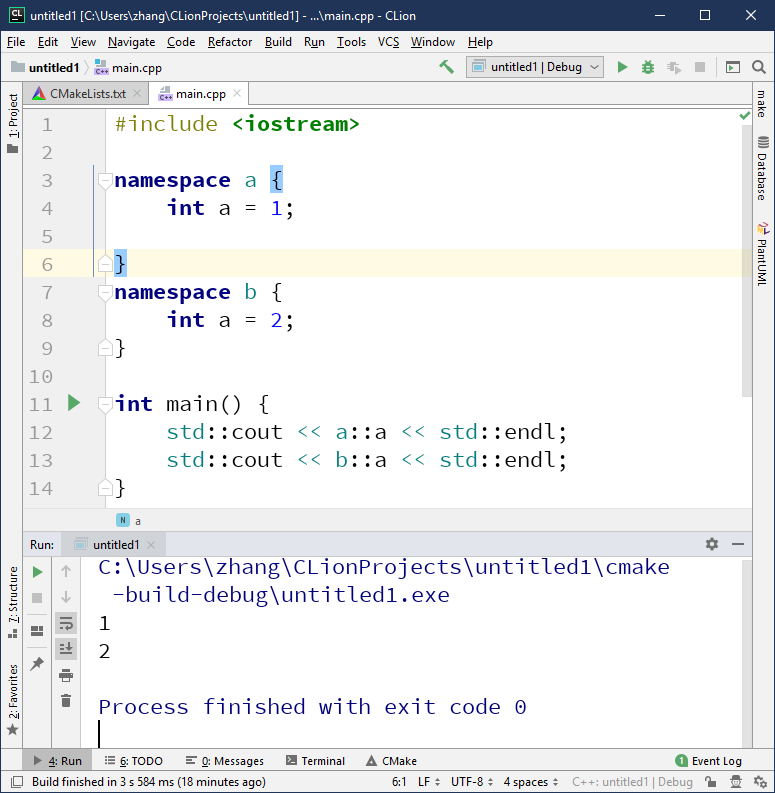 untitled1 [C:\Users\zhang\CLionProjects\untitled1] - ...\main.cpp - CLion
File Edit View Navigate Code Refactor Build Run Tools VCS Window Help
untitled1 main.cpp untitled1 | Debug
CMakeLists.txt main.cpp
1: Project
make
Database
PlantUML
1 #include <iostream>
2
3 namespace a {
4 int a = 1;
5
6 }
7 namespace b {
8 int a = 2;
9 }
10
11 int main() {
12 std::cout << a::a << std::endl;
13 std::cout << b::a << std::endl;
14 }
N a
Run: untitled1
7: Structure
2: Favorites
C:\Users\zhang\CLionProjects\untitled1\cmake
-build-debug\untitled1.exe
1
2
Process finished with exit code 0
4: Run 6: TODO 0: Messages Terminal CMake 1 Event Log
Build finished in 3 s 584 ms (18 minutes ago) 6:1 LF UTF-8 4 spaces C++: untitled1 | Debug